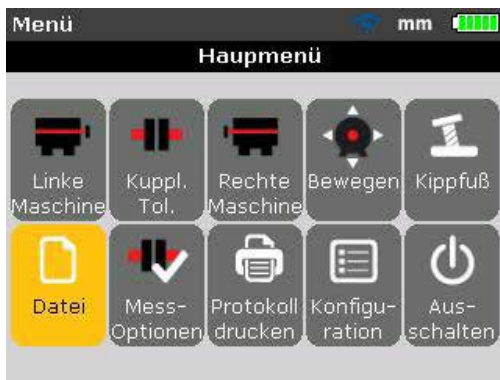 Menü mm
Haupmenü
Linke Kuppl. Rechte Bewegen Kippfuß
Maschine Tol. Maschine
Datei Mess- Protokoll Konfigu- Aus-
Optionen drucken ration schalten